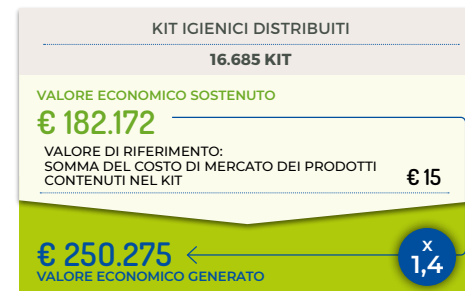 KIT IGIENICI DISTRIBUITI
16.685 KIT
VALORE ECONOMICO SOSTENUTO
€ 182.172
VALORE DI RIFERIMENTO:
SOMMA DEL COSTO DI MERCATO DEI PRODOTTI
CONTENUTI NEL KIT
€ 15
€ 250.275
VALORE ECONOMICO GENERATO
x
1,4